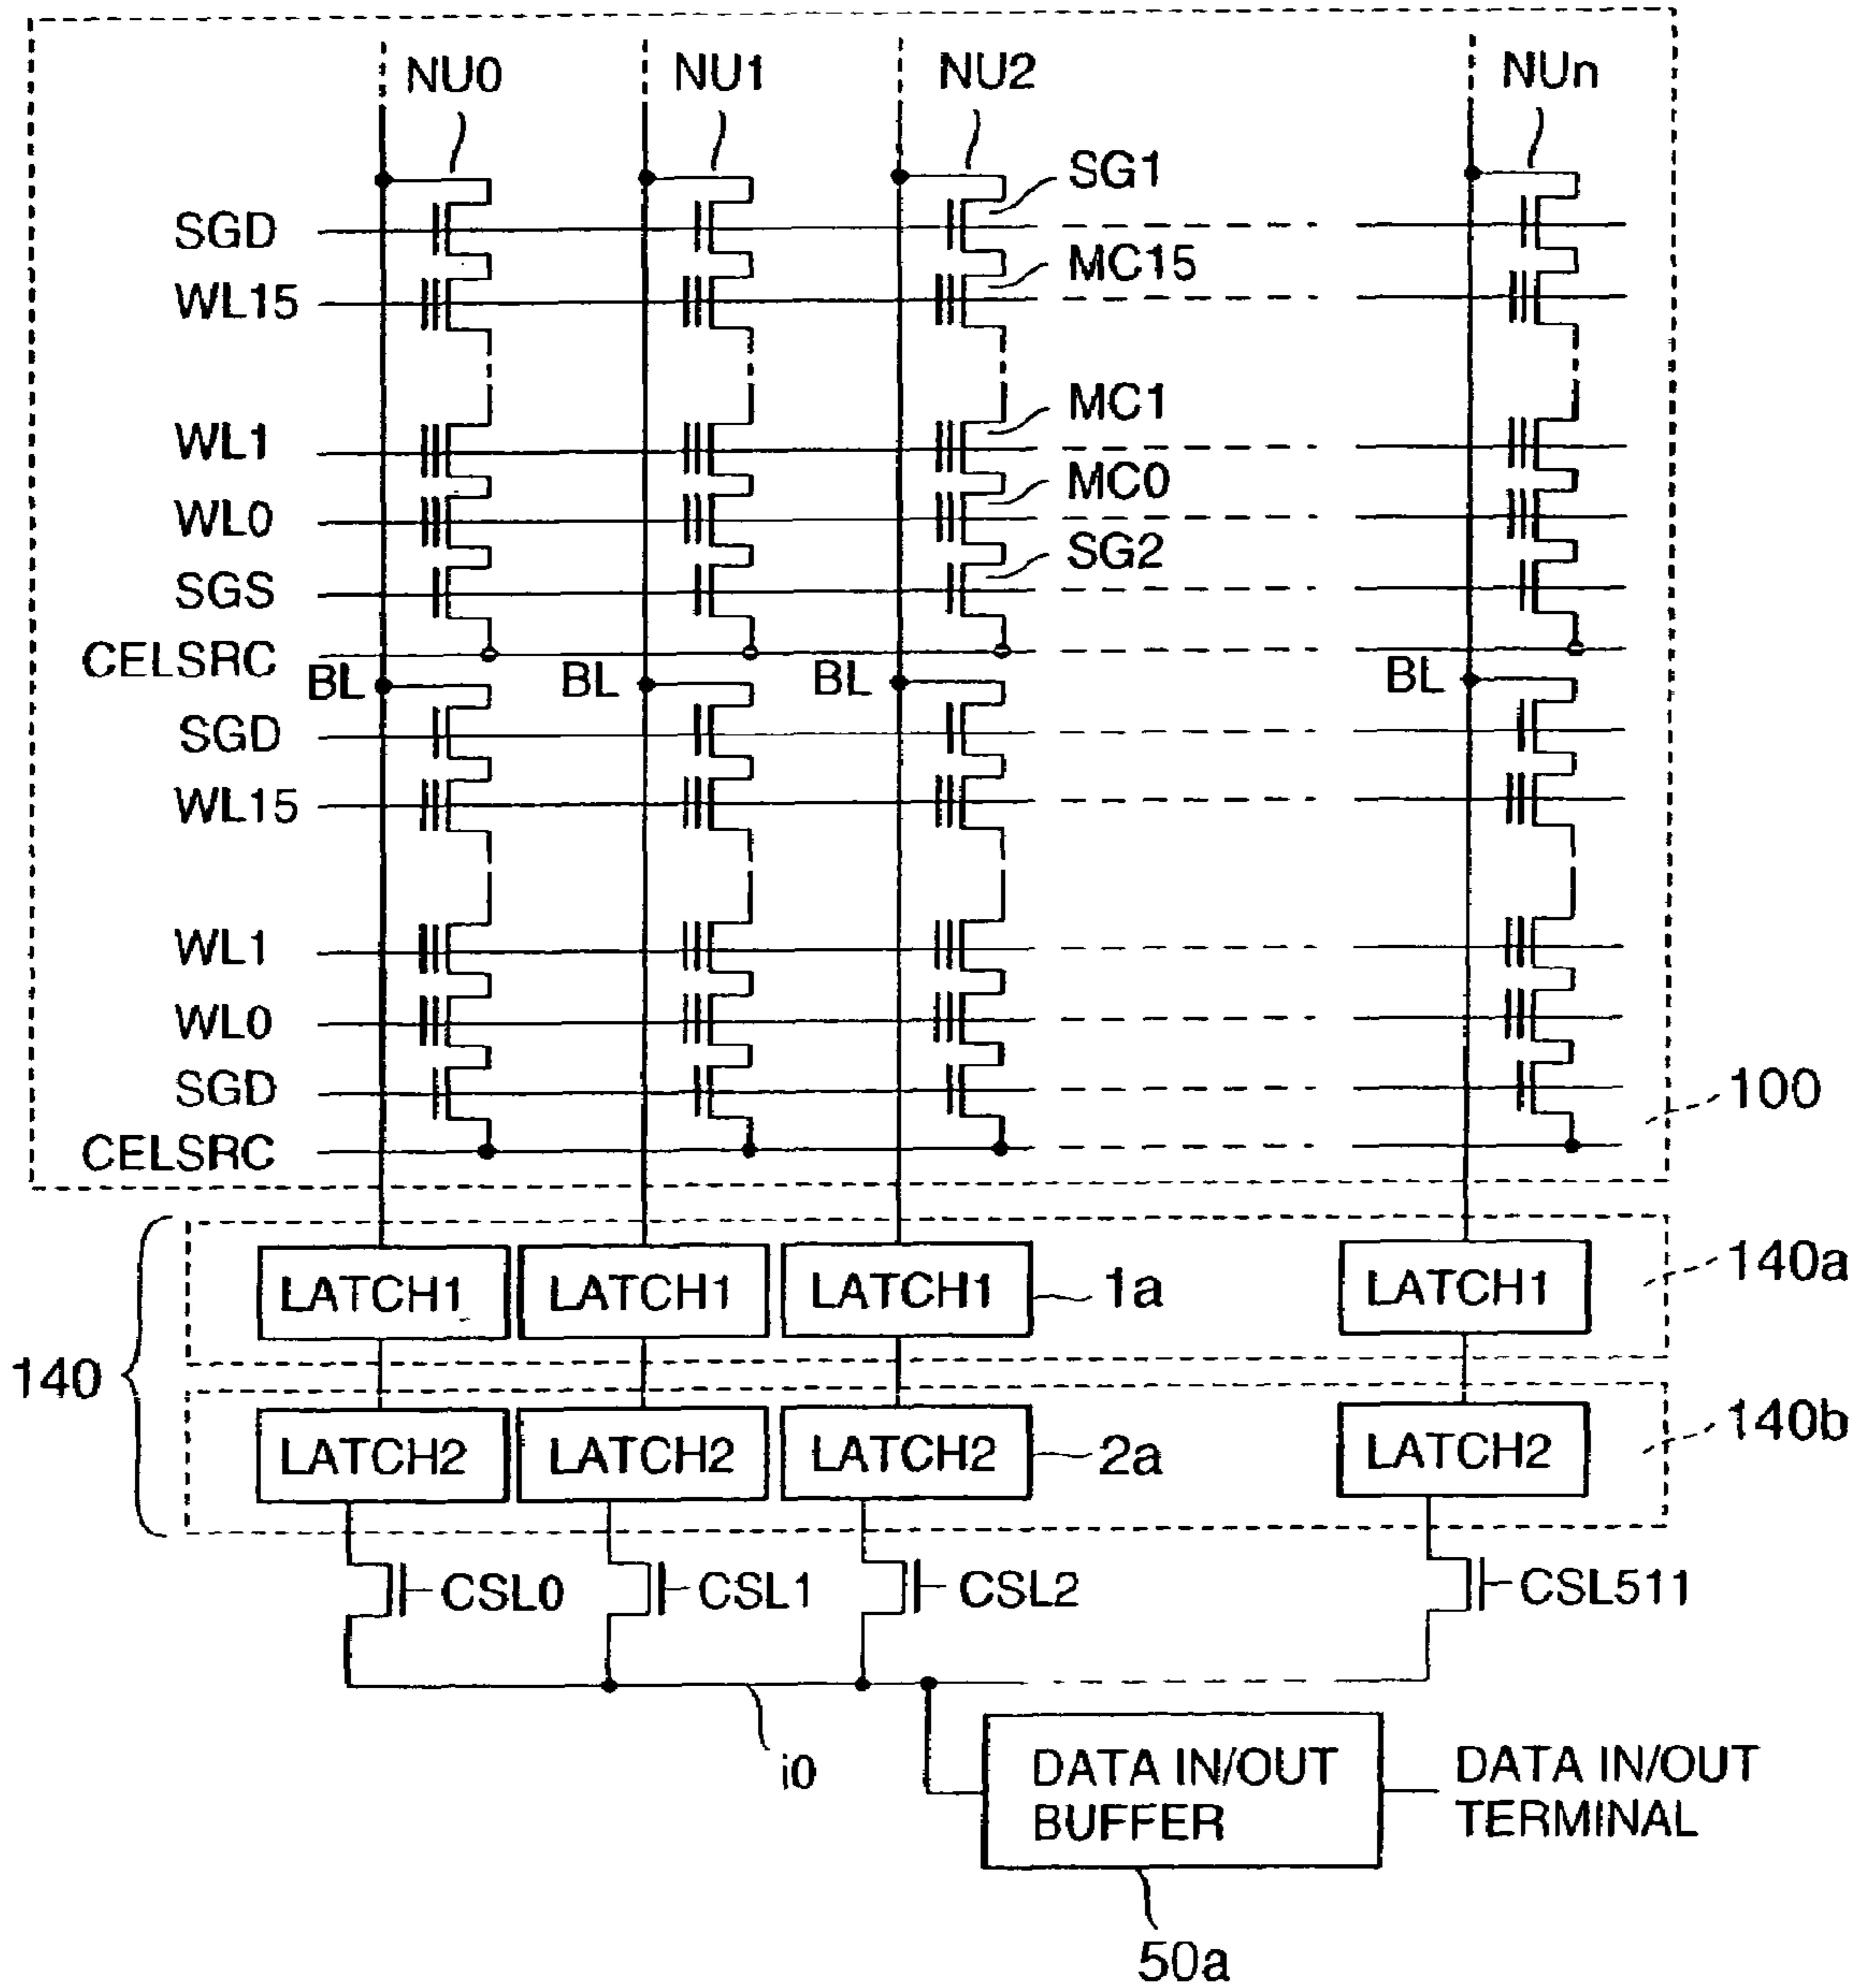 NU0 NU1 NU2 NUn
SG1
SGD
MC15
WL15
MC1
WL1
MC0
WL0
SG2
SGS
CELSRC
BL BL BL BL
SGD
WL15
WL1
WL0
SGD
100
CELSRC
140a
LATCH1 LATCH1 LATCH1 1a LATCH1
140
140b
LATCH2 LATCH2 LATCH2 2a LATCH2
CSL0 CSL1 CSL2 CSL511
i0
DATA IN/OUT
BUFFER
DATA IN/OUT
TERMINAL
50a